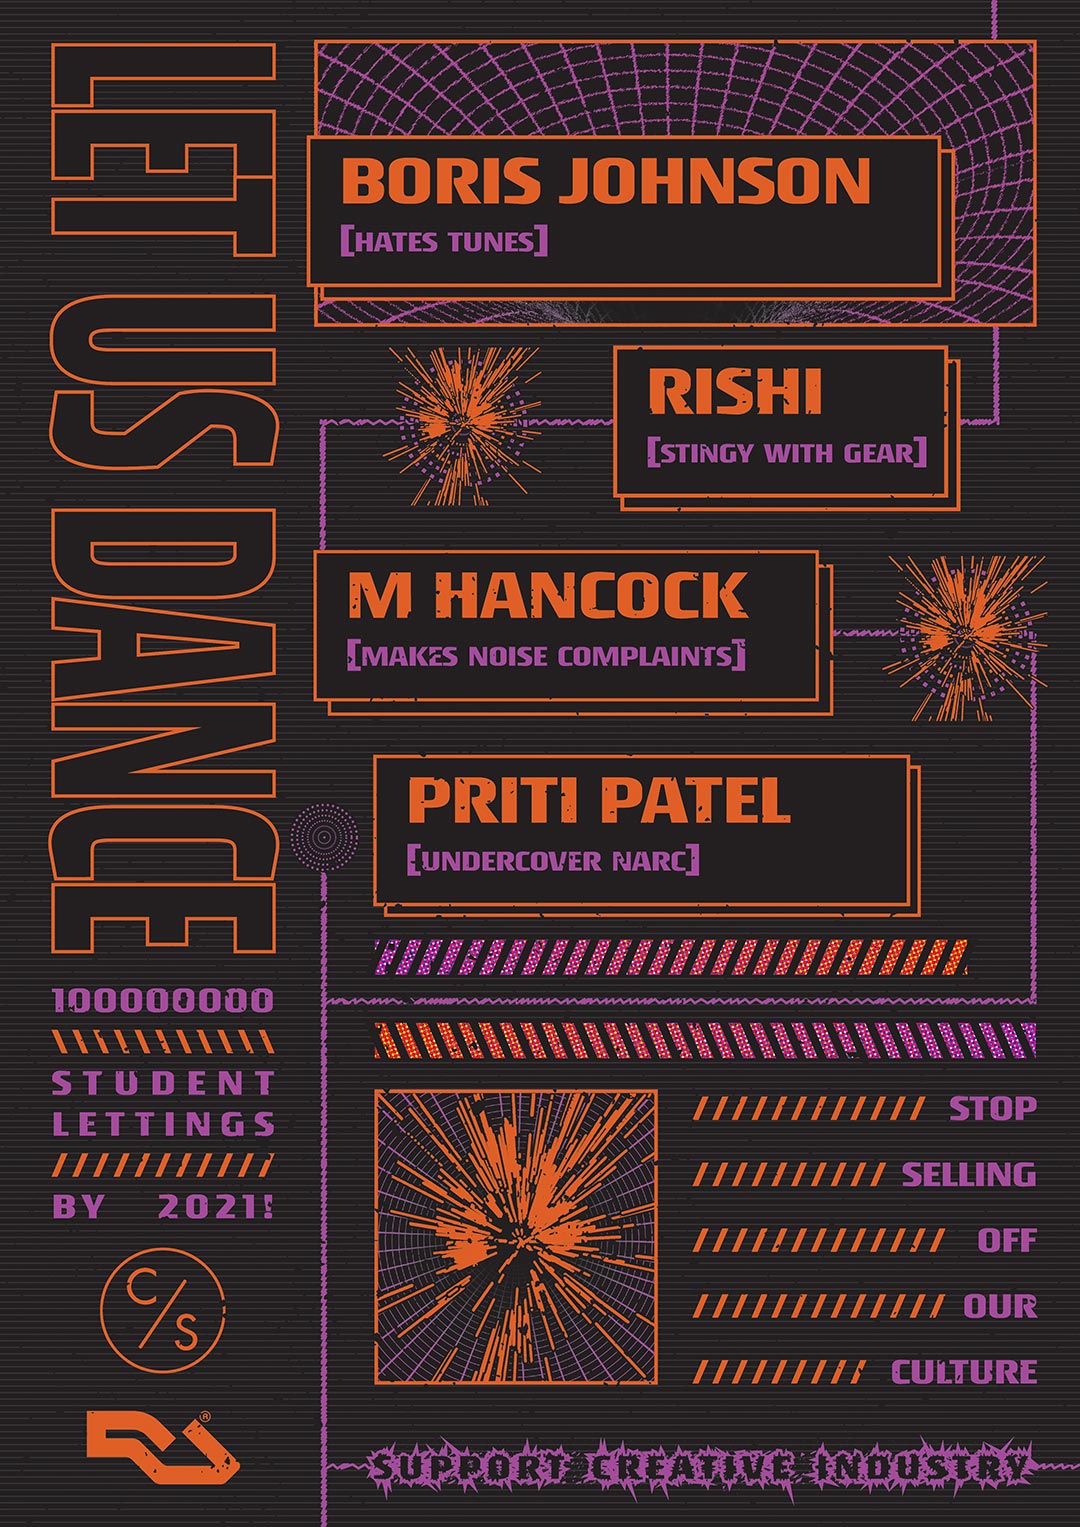 LET US DANCE
BORIS JOHNSON
[HATES TUNES]
RISHI
[STINGY WITH GEAR]
M HANCOCK
[MAKES NOISE COMPLAINTS]
PRITI PATEL
[UNDERCOVER NARC]
100000000
STUDENT
LETTINGS
BY 2021!
C/S
®
//////////// STOP
////////// SELLING
///////////// OFF
///////////// OUR
///////// CULTURE
SUPPORT CREATIVE INDUSTRY